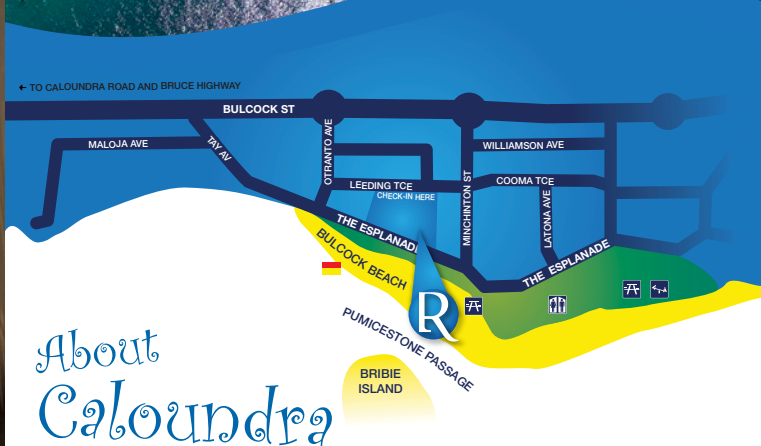 ← TO CALOUNDRA ROAD AND BRUCE HIGHWAY
BULCOCK ST
MALOJA AVE
TAY AV
OTRANTO AVE
WILLIAMSON AVE
LEEDING TCE
CHECK-IN HERE
MINCHINTON ST
COOMA TCE
LATONA AVE
THE ESPLANADE
THE ESPLANADE
BULCOCK BEACH
R
PUMICESTONE PASSAGE
BRIBIE
ISLAND
About
Caloundra